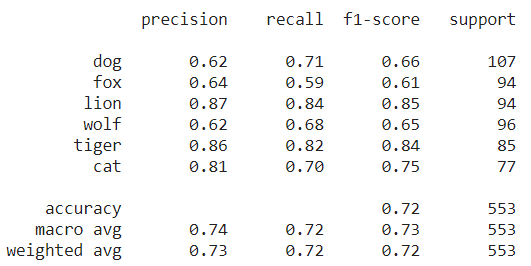 precision recall f1-score support
dog 0.62 0.71 0.66 107
fox 0.64 0.59 0.61 94
lion 0.87 0.84 0.85 94
wolf 0.62 0.68 0.65 96
tiger 0.86 0.82 0.84 85
cat 0.81 0.70 0.75 77
accuracy 0.72 553
macro avg 0.74 0.72 0.73 553
weighted avg 0.73 0.72 0.72 553